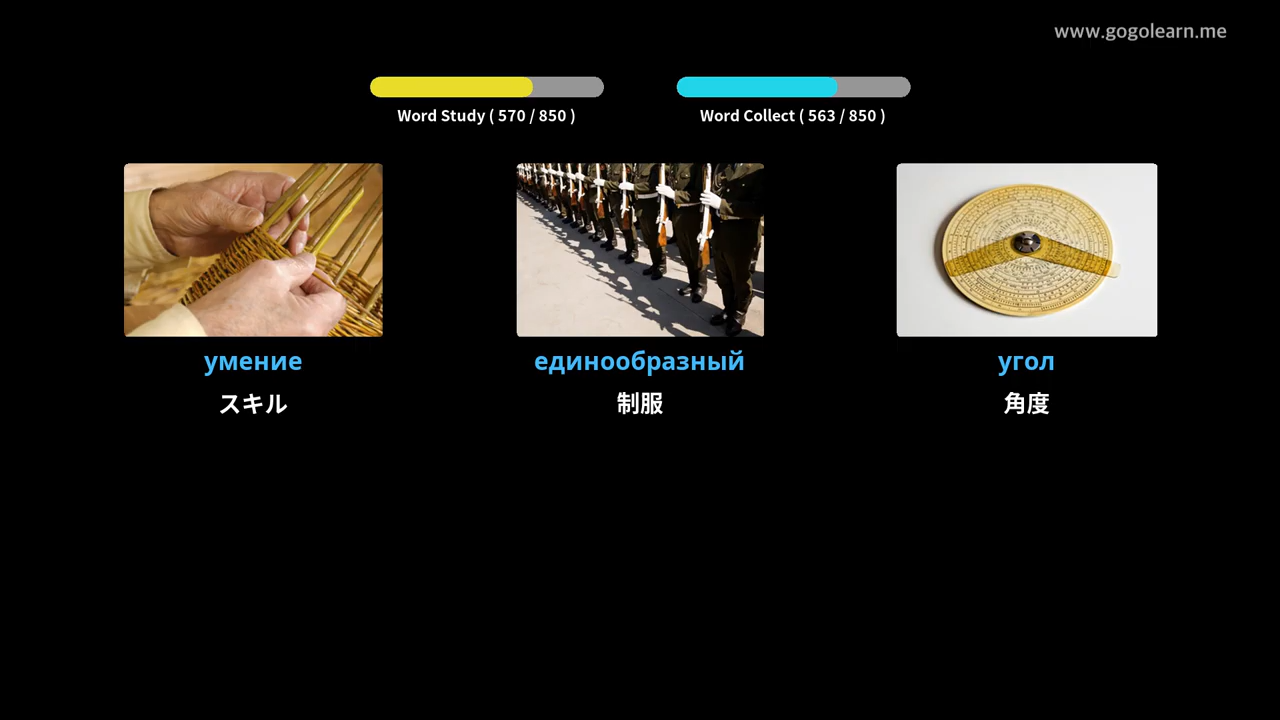 www.gogolearn.me
Word Study ( 570 / 850 )
Word Collect ( 563 / 850 )
умение
единообразный
угол
スキル
制服
角度